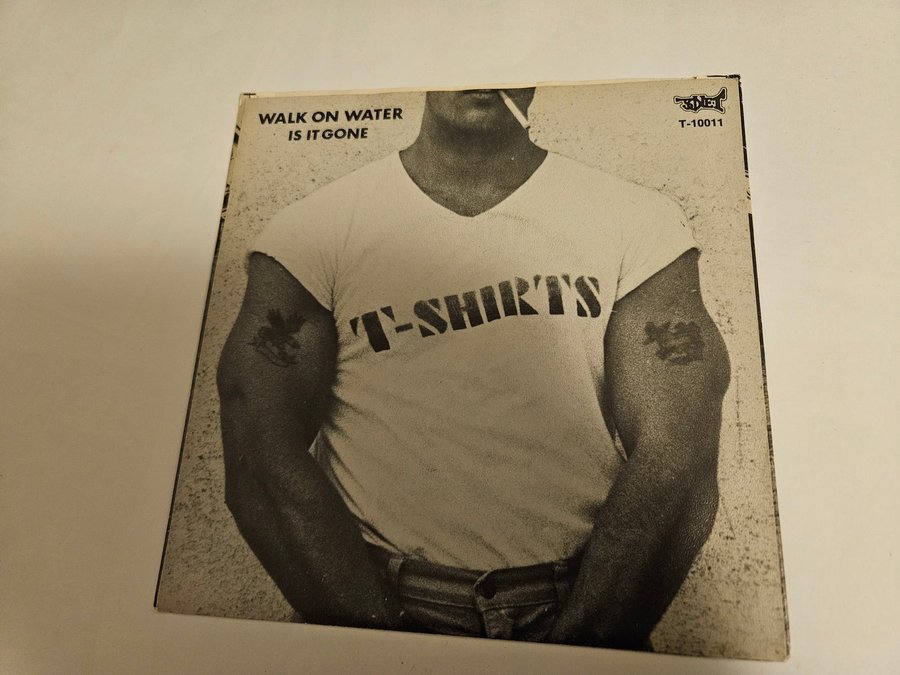 WALK ON WATER
IS IT GONE
T-10011
T-SHIRTS